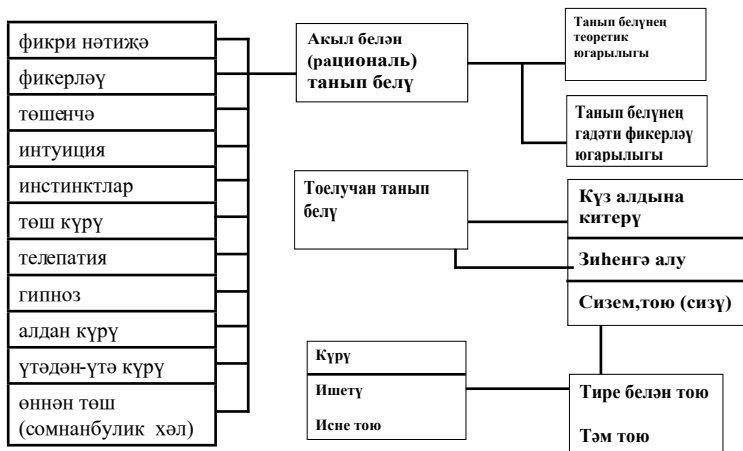 фикри нәтиҗә
фикерләү
төшенчә
интуиция
инстинктлар
төш күрү
телепатия
гипноз
алдан күрү
үтәдән-үтә күрү
өннән төш
(сомнанбулик хәл)
Акыл белән
(рациональ)
танып белү
Танып белүнең
теоретик
югарылыгы
Танып белүнең
гадәти фикерләү
югарылыгы
Тоелучан танып
белү
Күз алдына
китерү
Зиһенгә алу
Сизем,тою (сизү)
Күрү
Ишетү
Исне тою
Тире белән тою
Тәм тою